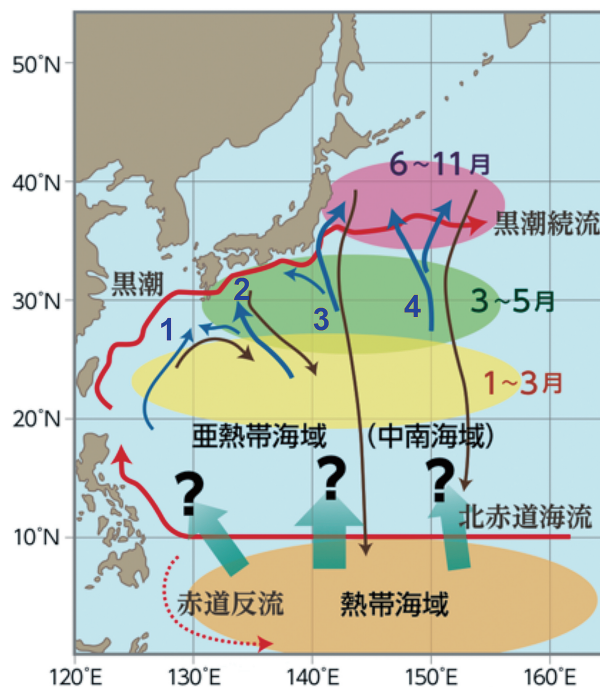 50°N
6~11月
40°N
黒潮続流
黒潮
30°N
1
2
3
4
3~5月
1~3月
20°N
亜熱帯海域
(中南海域)
?
?
?
北赤道海流
10°N
赤道反流
熱帯海域
120°E
130°E
140°E
150°E
160°E